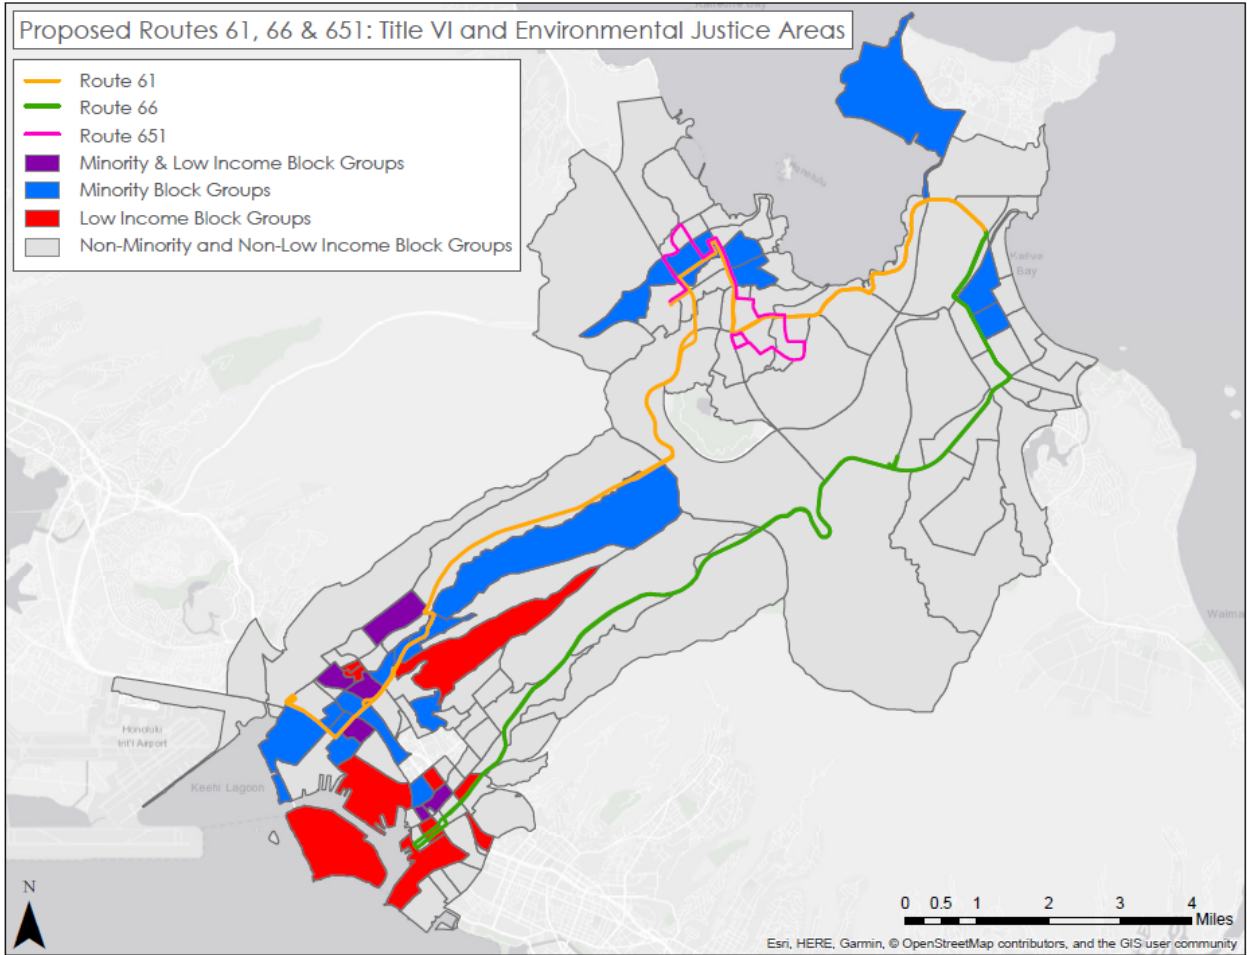 Proposed Routes 61, 66 & 651: Title VI and Environmental Justice Areas
Route 61
Route 66
Route 651
Minority & Low Income Block Groups
Minority Block Groups
Low Income Block Groups
Non-Minority and Non-Low Income Block Groups
Honolulu
Kailua
Bay
Waima
Honolulu
Int'l Airport
Keehi Lagoon
N
0 0.5 1 2 3 4
Miles
Esri, HERE, Garmin, © OpenStreetMap contributors, and the GIS user community